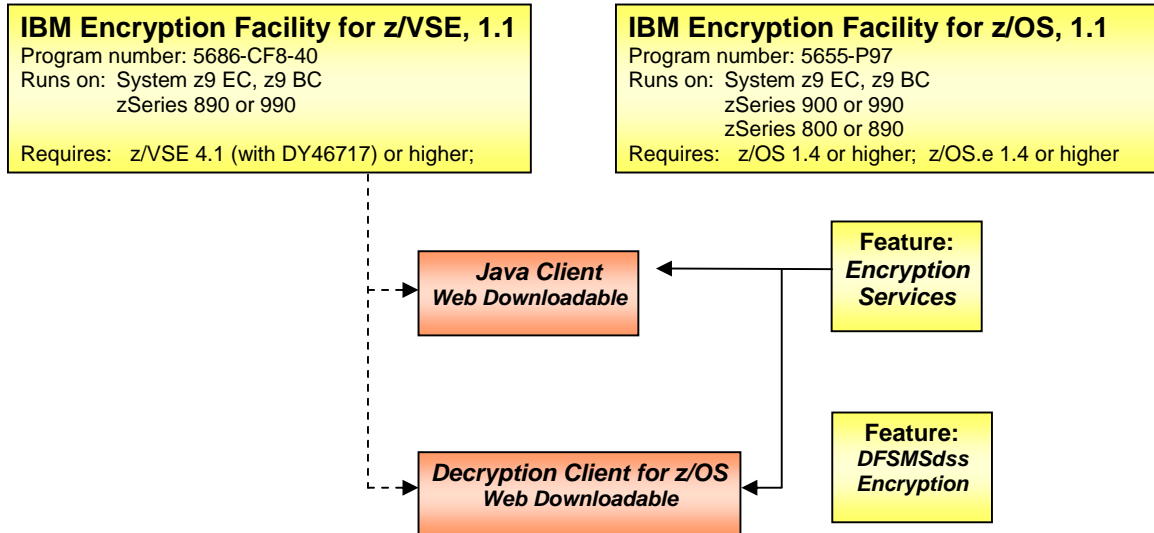 IBM Encryption Facility for z/VSE, 1.1
Program number: 5686-CF8-40
Runs on: System z9 EC, z9 BC
zSeries 890 or 990
Requires: z/VSE 4.1 (with DY46717) or higher;
IBM Encryption Facility for z/OS, 1.1
Program number: 5655-P97
Runs on: System z9 EC, z9 BC
zSeries 900 or 990
zSeries 800 or 890
Requires: z/OS 1.4 or higher; z/OS.e 1.4 or higher
Java Client
Web Downloadable
Feature:
Encryption
Services
Decryption Client for z/OS
Web Downloadable
Feature:
DFSMSdss
Encryption